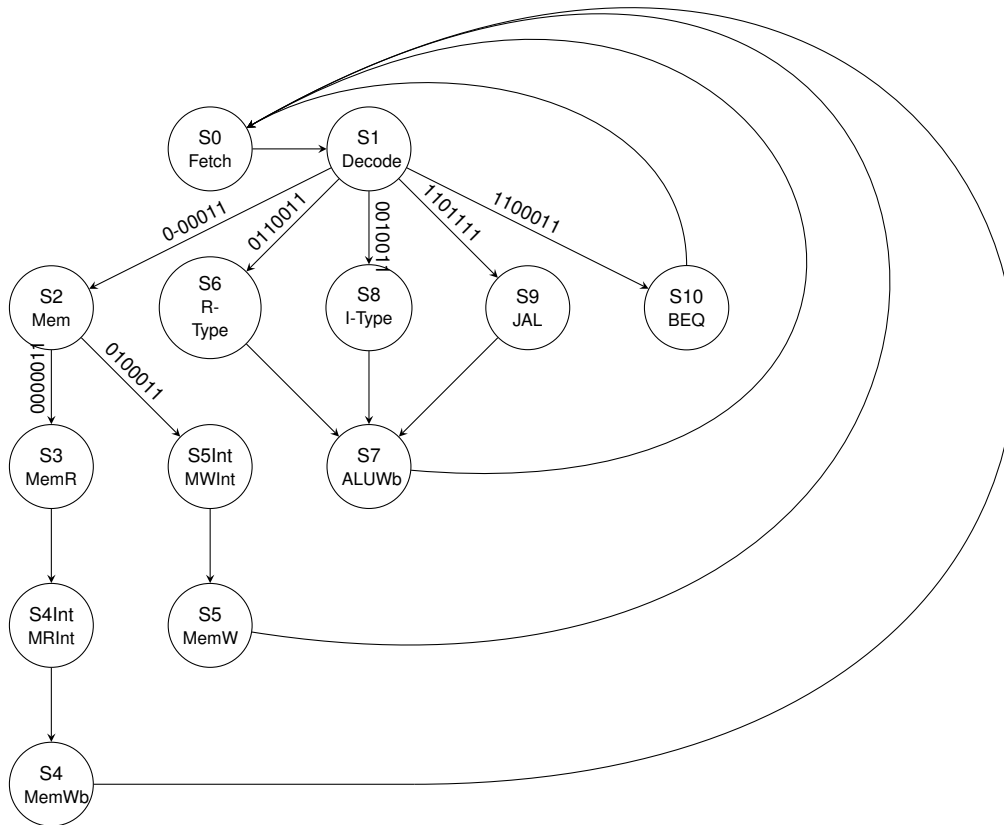 S0
Fetch
S1
Decode
0-00011
0110011
0010011
1101111
1100011
S2
Mem
S6
R-
Type
S8
I-Type
S9
JAL
S10
BEQ
0000011
0100011
S3
MemR
S5Int
MWInt
S7
ALUWb
S4Int
MRInt
S5
MemW
S4
MemWb